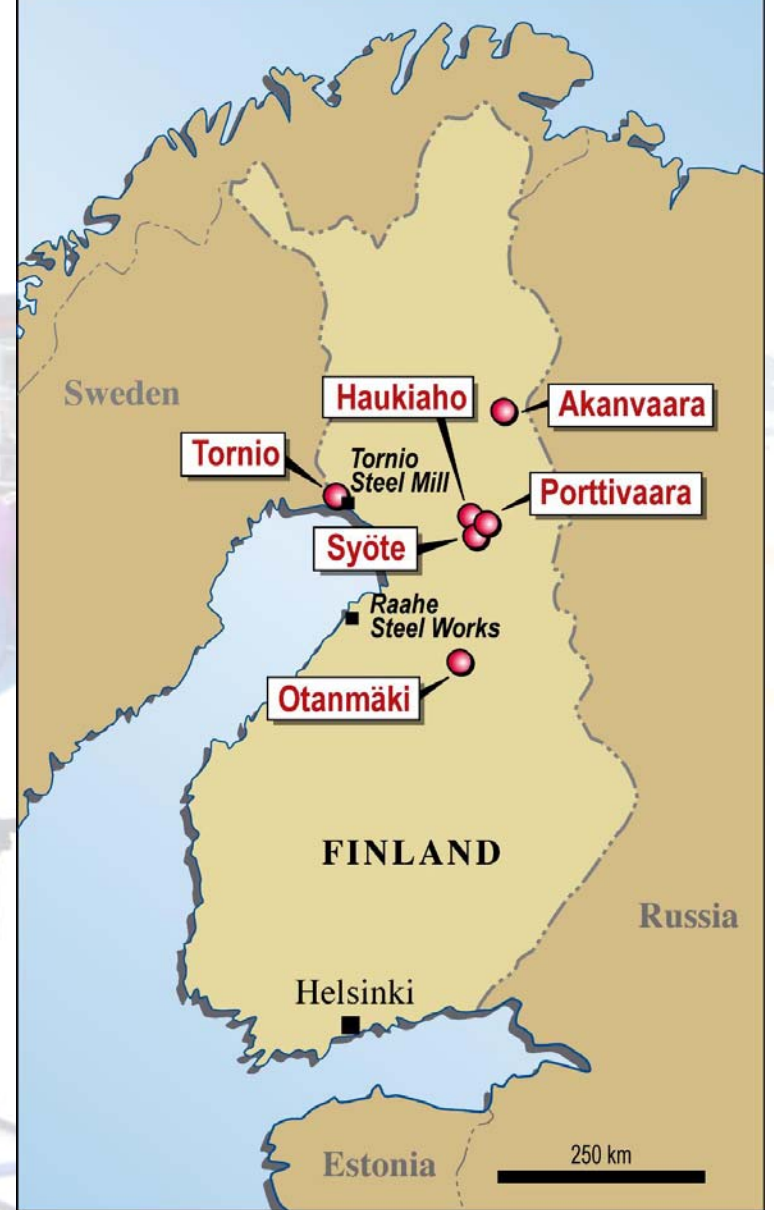 Sweden
Haukiaho
Akanvaara
Tornio
Tornio
Steel Mill
Porttivaara
Syöte
Raahe
Steel Works
Otanmäki
FINLAND
Russia
Helsinki
Estonia
250 km